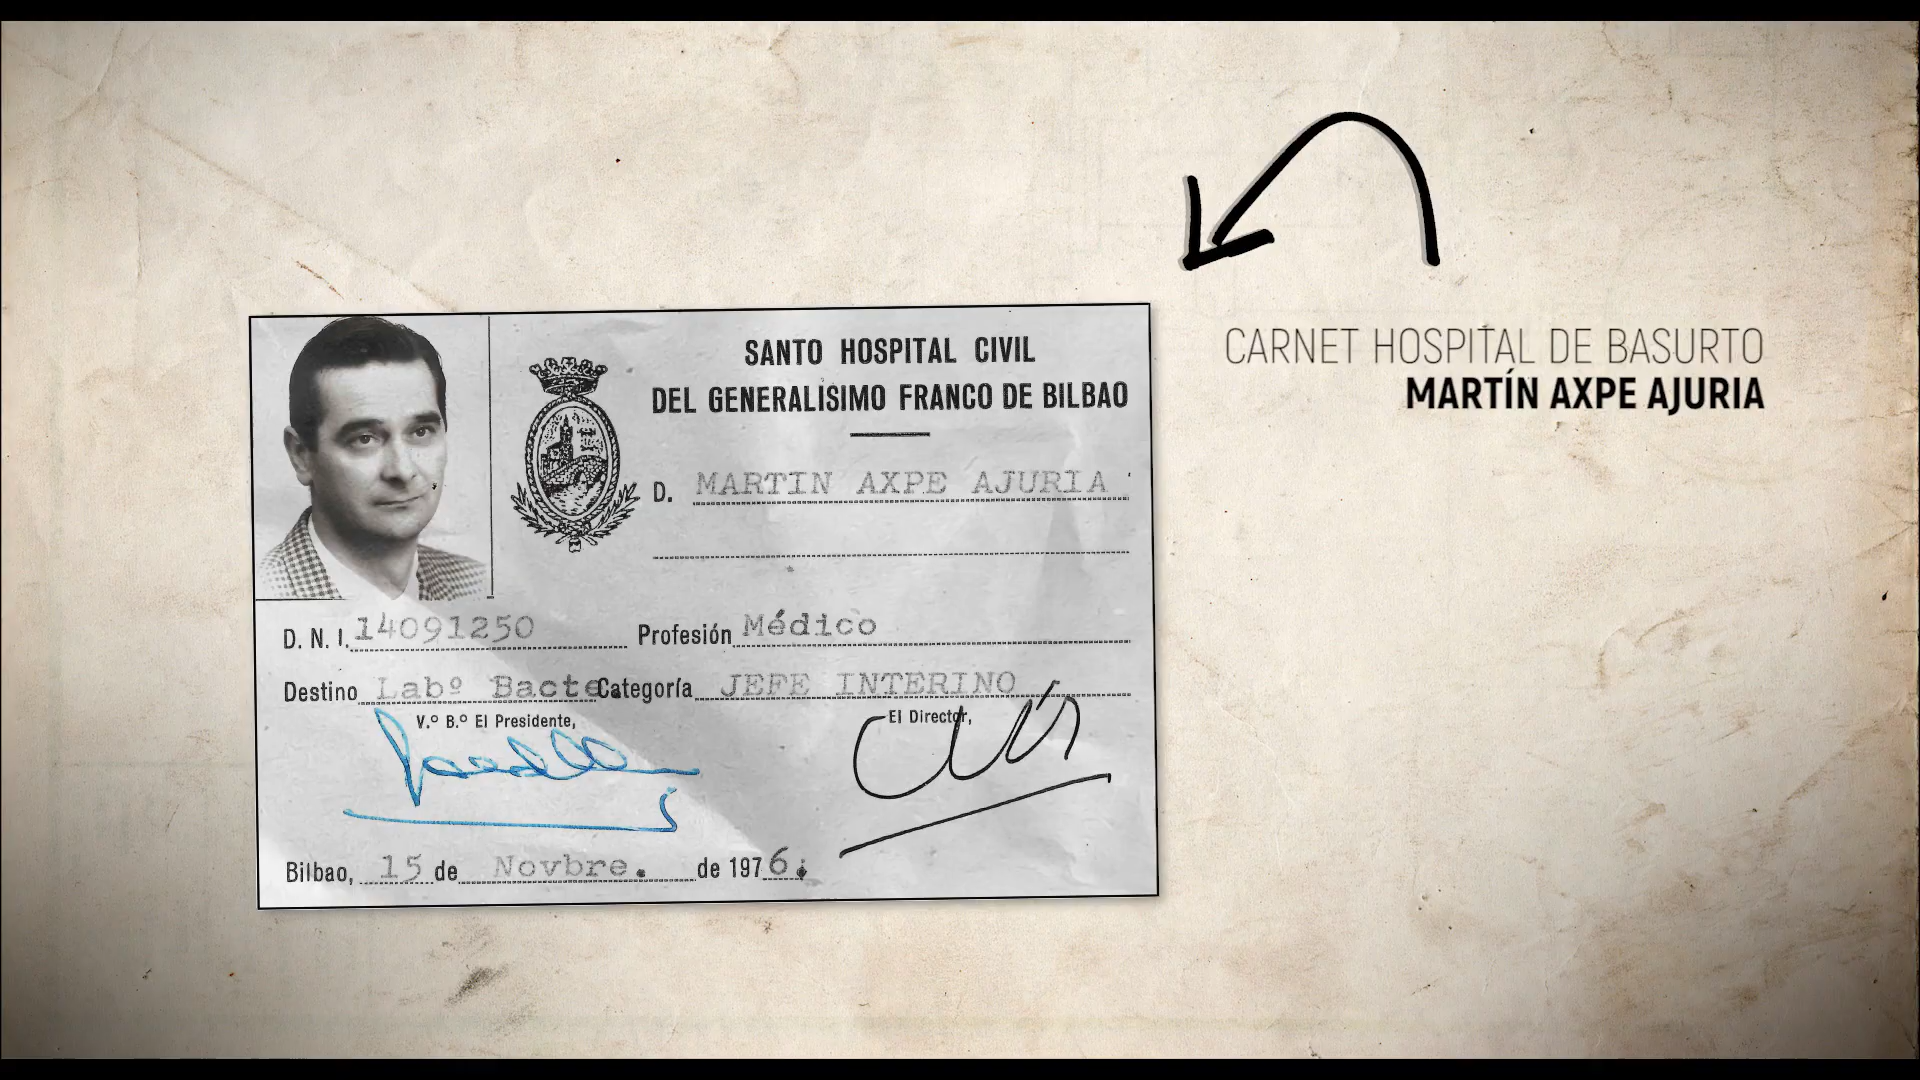 SANTO HOSPITAL CIVIL
DEL GENERALÍSIMO FRANCO DE BILBAO
D. MARTIN AXPE AJURIA
D. N. I. 14091250 Profesión Médico
Destino Labº Bacte Categoría JEFE INTERINO
V.º B.º El Presidente, El Director,
Bilbao, 15 de Novbre. de 1976.
CARNET HOSPITAL DE BASURTO
MARTÍN AXPE AJURIA